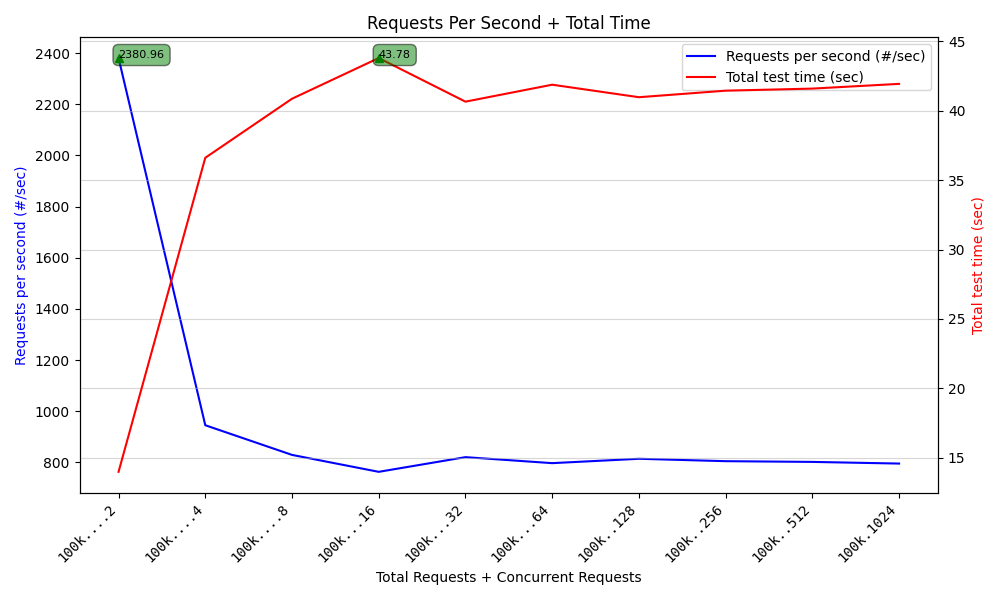 Requests Per Second + Total Time
2380.96
43.78
Requests per second (#/sec)
Total test time (sec)
Requests per second (#/sec)
2400
2200
2000
1800
1600
1400
1200
1000
800
45
40
35
30
25
20
15
Total test time (sec)
100k....2
100k....4
100k....8
100k...16
100k...32
100k...64
100k..128
100k..256
100k..512
100k.1024
Total Requests + Concurrent Requests